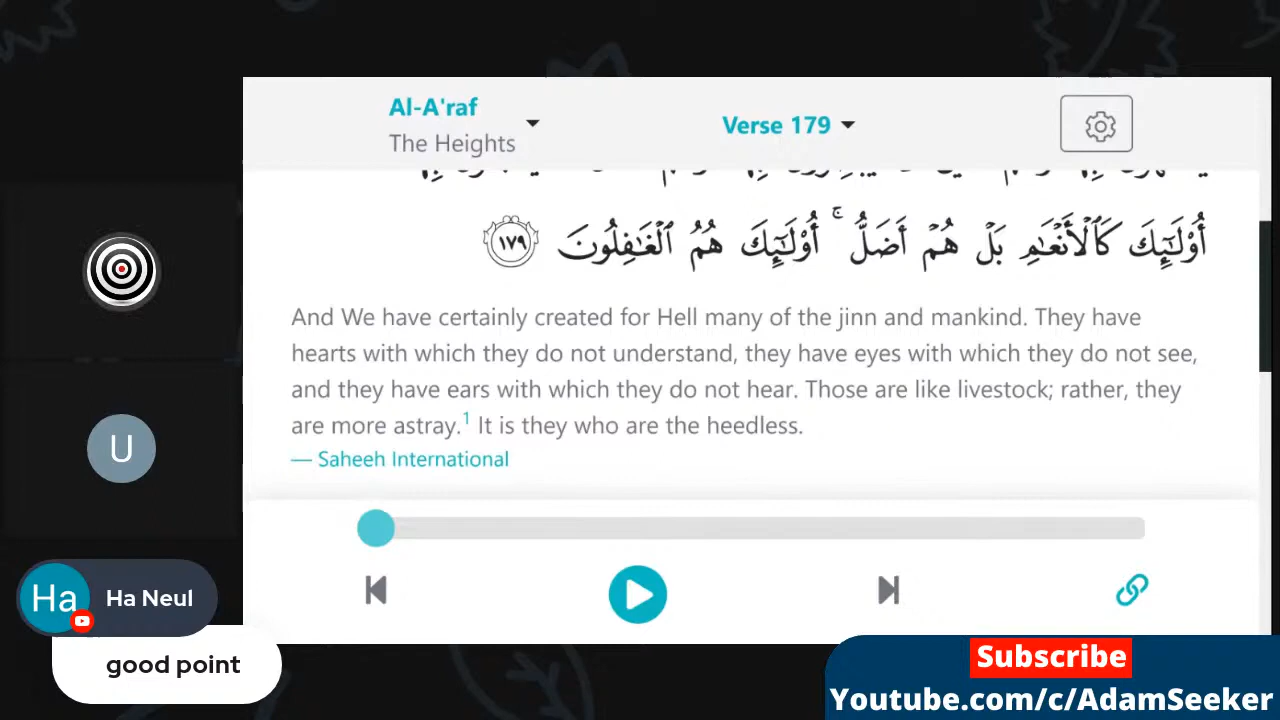 Al-A'raf
The Heights
Verse 179
أُو۟لَـٰٓئِكَ كَٱلْأَنْعَـٰمِ بَلْ هُمْ أَضَلُّ ۚ أُو۟لَـٰٓئِكَ هُمُ ٱلْغَـٰفِلُونَ ١٧٩
And We have certainly created for Hell many of the jinn and mankind. They have
hearts with which they do not understand, they have eyes with which they do not see,
and they have ears with which they do not hear. Those are like livestock; rather, they
are more astray.1 It is they who are the heedless.
— Saheeh International
U
Ha
Ha Neul
good point
Subscribe
Youtube.com/c/AdamSeeker